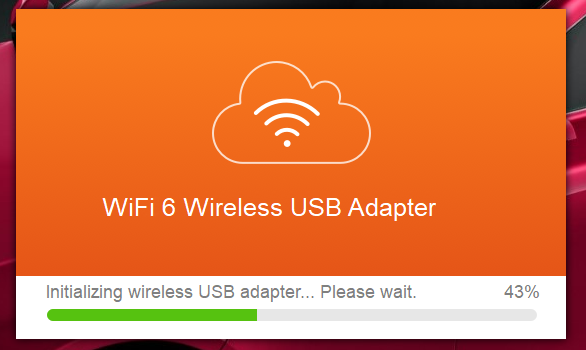 WiFi 6 Wireless USB Adapter
Initializing wireless USB adapter... Please wait. 43%